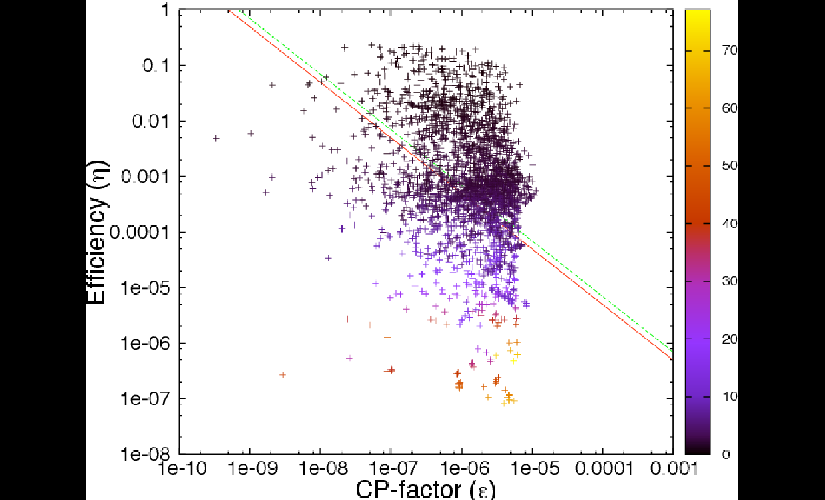 1
0.1
0.01
0.001
0.0001
1e-05
1e-06
1e-07
1e-08
Efficiency (η)
1e-10 1e-09 1e-08 1e-07 1e-06 1e-05 0.0001 0.001
CP-factor (ε)
70
60
50
40
30
20
10
0